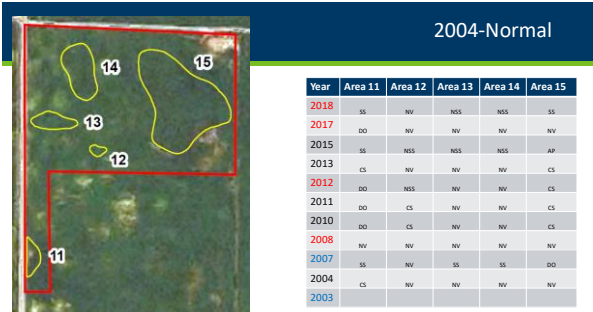 2004-Normal
14
15
13
12
11
Year Area 11 Area 12 Area 13 Area 14 Area 15
2018 SS NV NSS NSS SS
2017 DO NV NV NV NV
2015 SS NSS NSS NSS AP
2013 CS NV NV NV CS
2012 DO NSS NV NV CS
2011 DO CS NV NV CS
2010 DO CS NV NV CS
2008 NV NV NV NV NV
2007 SS NV SS SS DO
2004 CS NV NV NV NV
2003